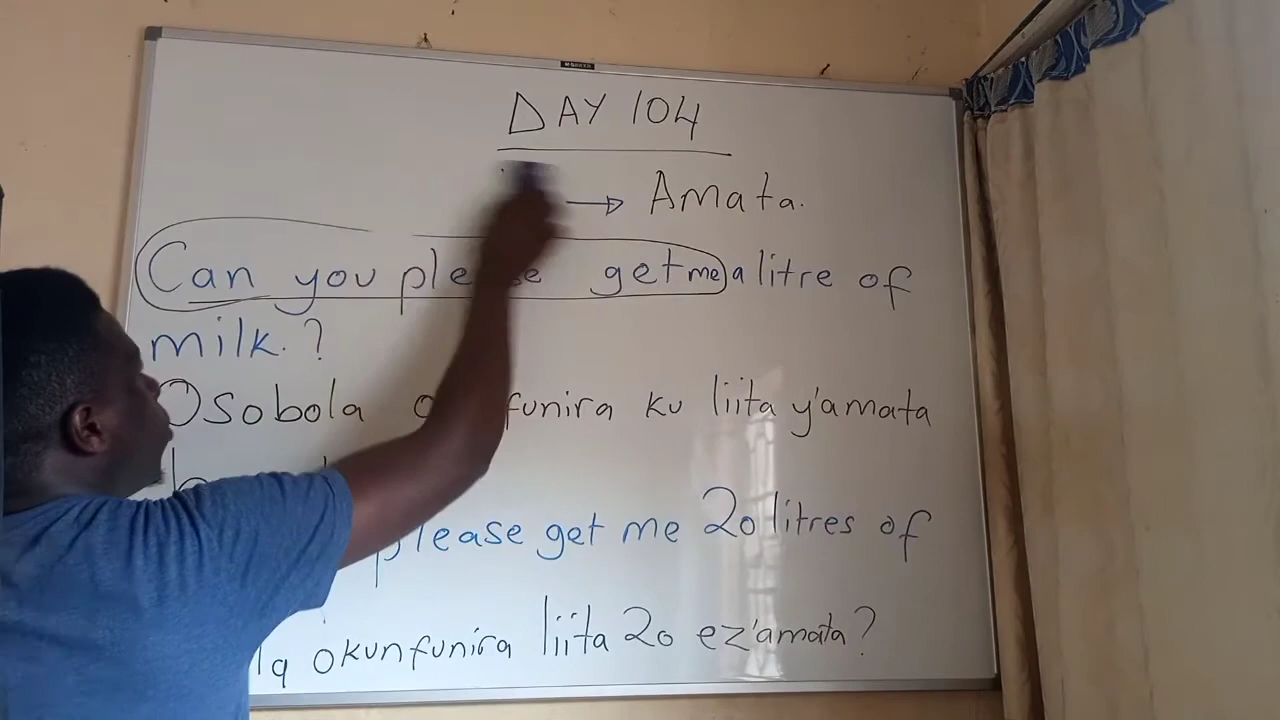 DAY 104
→ Amata.
Can you please get me a litre of
milk.?
Osobola funira ku liita y'amata
please get me 20 litres of
okunfunira liita 20 ez'amata?